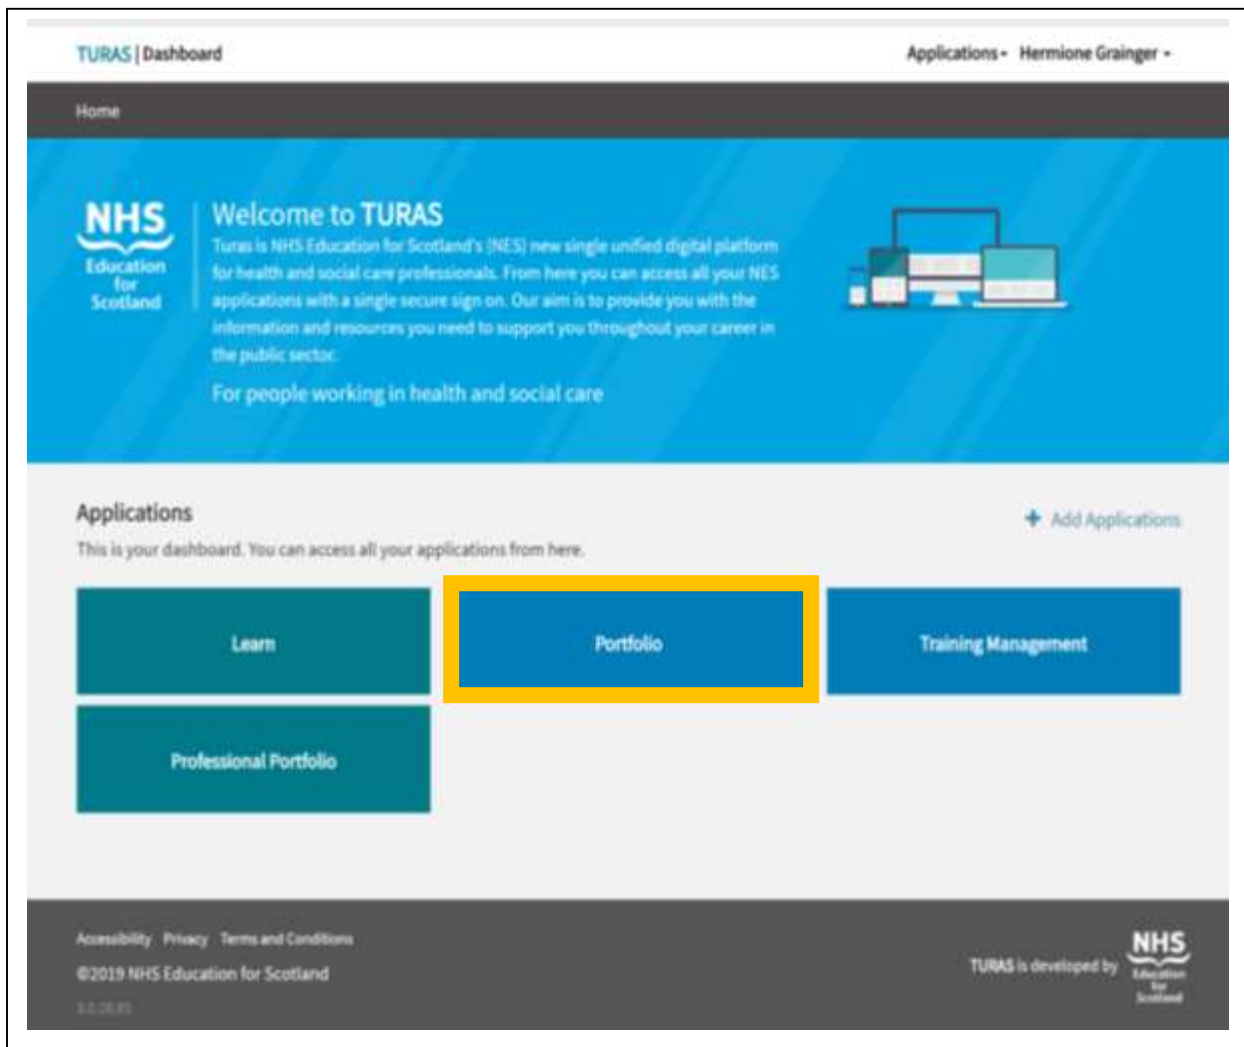 TURAS | Dashboard
Applications Hermione Grainger
Home
NHS
Education
for
Scotland
Welcome to TURAS
Turas is NHS Education for Scotland's (NES) new single unified digital platform
for health and social care professionals. From here you can access all your NES
applications with a single secure sign on. Our aim is to provide you with the
information and resources you need to support you throughout your career in
the public sector.
For people working in health and social care
Applications
+ Add Applications
This is your dashboard. You can access all your applications from here.
Learn
Portfolio
Training Management
Professional Portfolio
Accessibility Privacy Terms and Conditions
©2019 NHS Education for Scotland
TURAS is developed by
NHS
Education
for
Scotland